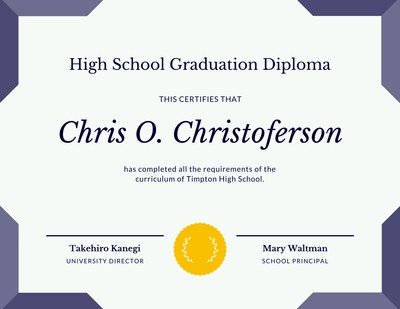 High School Graduation Diploma
THIS CERTIFIES THAT
Chris O. Christoferson
has completed all the requirements of the
curriculum of Timpton High School.
Takehiro Kanegi
UNIVERSITY DIRECTOR
Mary Waltman
SCHOOL PRINCIPAL